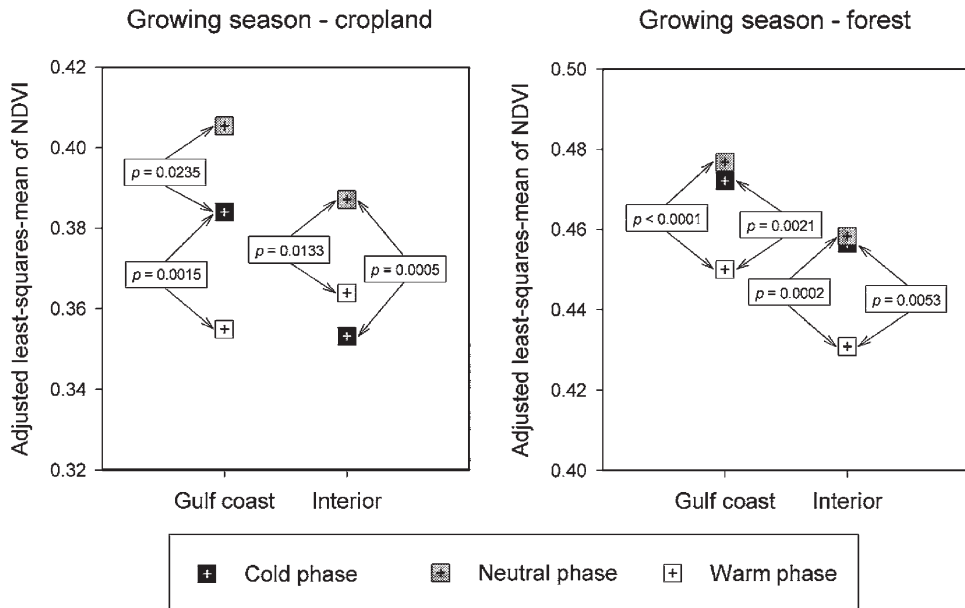 Growing season - cropland
Growing season - forest
Adjusted least-squares-mean of NDVI
0.42
0.40
0.38
0.36
0.34
0.32
p = 0.0235
p = 0.0015
p = 0.0133
p = 0.0005
Gulf coast
Interior
Adjusted least-squares-mean of NDVI
0.50
0.48
0.46
0.44
0.42
0.40
p < 0.0001
p = 0.0021
p = 0.0002
p = 0.0053
Gulf coast
Interior
Cold phase
Neutral phase
Warm phase